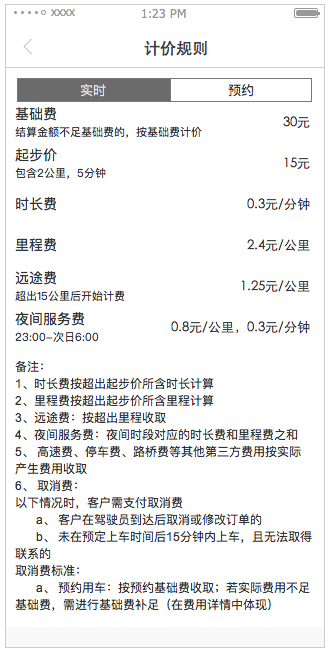 XXXX 1:23 PM
计价规则
实时 预约
基础费 30元
结算金额不足基础费的，按基础费计价
起步价 15元
包含2公里，5分钟
时长费 0.3元/分钟
里程费 2.4元/公里
远途费 1.25元/公里
超出15公里后开始计费
夜间服务费 0.8元/公里，0.3元/分钟
23:00-次日6:00
备注：
1、时长费按超出起步价所含时长计算
2、里程费按超出起步价所含里程计算
3、远途费：按超出里程收取
4、夜间服务费：夜间时段对应的时长费和里程费之和
5、 高速费、停车费、路桥费等其他第三方费用按实际
产生费用收取
6、 取消费：
以下情况时，客户需支付取消费
a、 客户在驾驶员到达后取消或修改订单的
b、 未在预定上车时间后15分钟内上车，且无法取得
联系的
取消费标准：
a、 预约用车：按预约基础费收取；若实际费用不足
基础费，需进行基础费补足（在费用详情中体现）